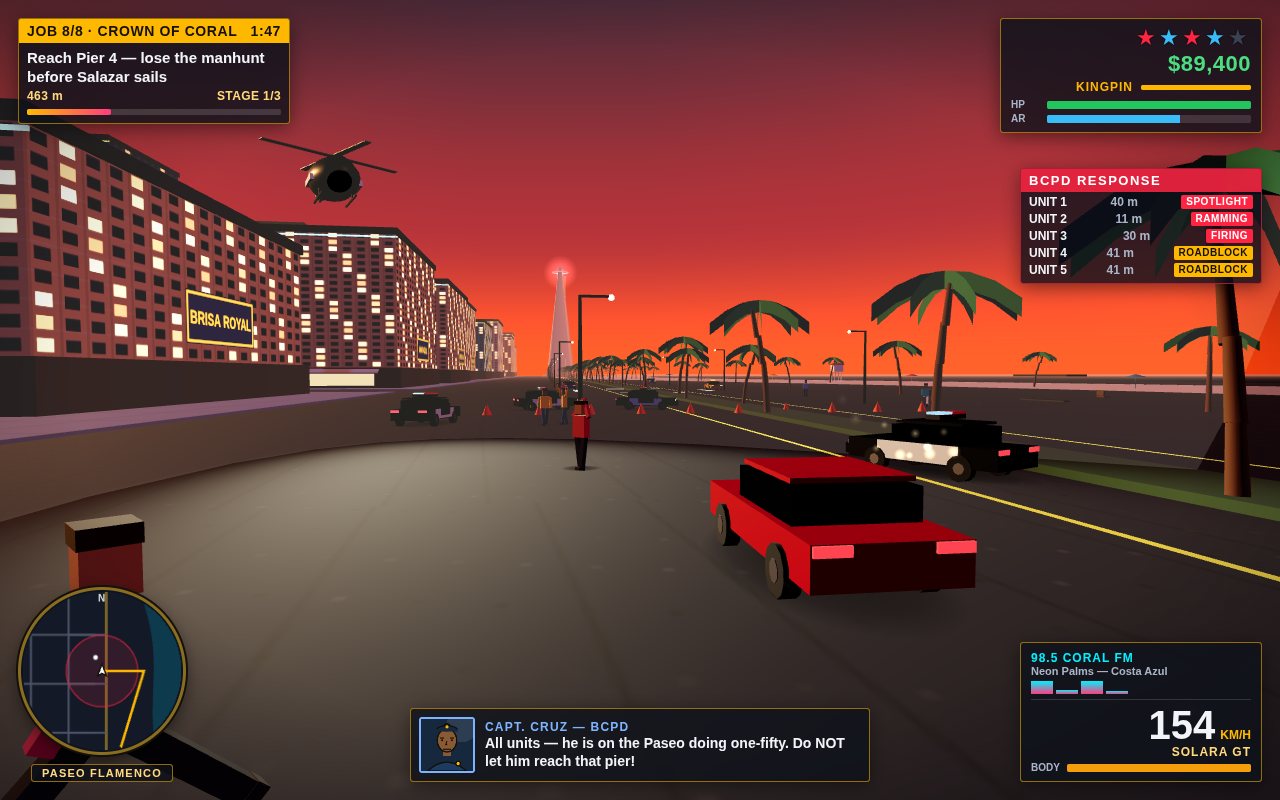 JOB 8/8 · CROWN OF CORAL 1:47
Reach Pier 4 — lose the manhunt
before Salazar sails
463 m STAGE 1/3
$89,400
KINGPIN
HP
AR
BCPD RESPONSE
UNIT 1 40 m SPOTLIGHT
UNIT 2 11 m RAMMING
UNIT 3 30 m FIRING
UNIT 4 41 m ROADBLOCK
UNIT 5 41 m ROADBLOCK
BRISA ROYAL
N
PASEO FLAMENCO
CAPT. CRUZ — BCPD
All units — he is on the Paseo doing one-fifty. Do NOT
let him reach that pier!
98.5 CORAL FM
Neon Palms — Costa Azul
154 KM/H
SOLARA GT
BODY